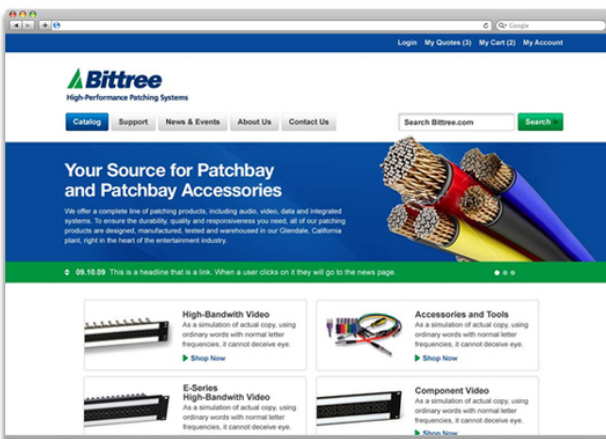 Google
Login My Quotes (3) My Cart (2) My Account
Bittree
High-Performance Patching Systems
Catalog Support News & Events About Us Contact Us Search Bittree.com Search
Your Source for Patchbay
and Patchbay Accessories
We offer a complete line of patching products, including audio, video, data and integrated
systems. To ensure the durability, quality and responsiveness you need, all of our patching
products are designed, manufactured, tested and warehoused in our Glendale, California
plant, right in the heart of the entertainment industry.
09.10.09 This is a headline that is a link. When a user clicks on it they will go to the news page.
High-Bandwith Video
As a simulation of actual copy, using
ordinary words with normal letter
frequencies, it cannot deceive eye.
Shop Now
Accessories and Tools
As a simulation of actual copy, using
ordinary words with normal letter
frequencies, it cannot deceive eye.
Shop Now
E-Series
High-Bandwith Video
As a simulation of actual copy, using
ordinary words with normal letter
frequencies, it cannot deceive eye.
Component Video
As a simulation of actual copy, using
ordinary words with normal letter
frequencies, it cannot deceive eye.
Shop Now